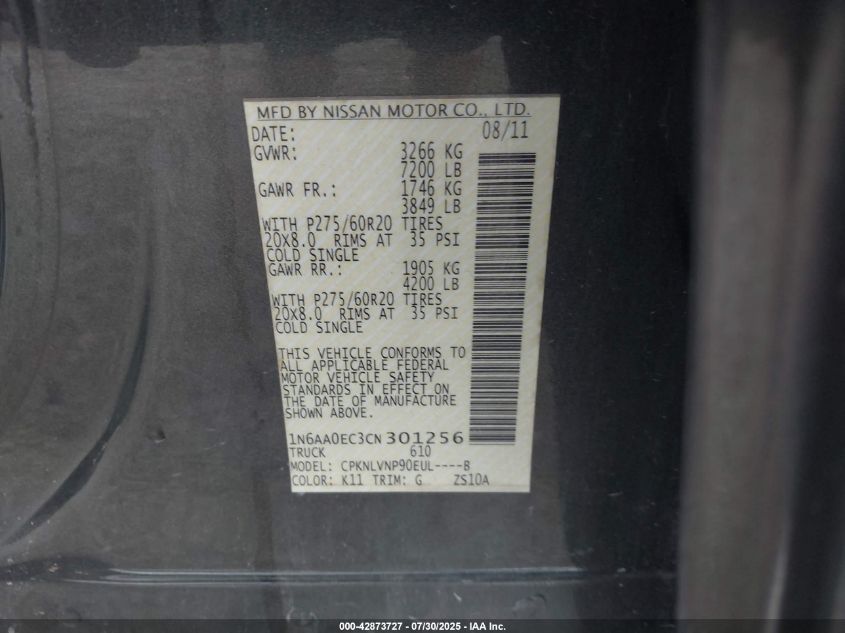 MFD BY NISSAN MOTOR CO., LTD.
DATE: 08/11
GVWR: 3266 KG
7200 LB
GAWR FR.: 1746 KG
3849 LB
WITH P275/60R20 TIRES
20X8.0 RIMS AT 35 PSI
COLD SINGLE
GAWR RR.: 1905 KG
4200 LB
WITH P275/60R20 TIRES
20X8.0 RIMS AT 35 PSI
COLD SINGLE
THIS VEHICLE CONFORMS TO
ALL APPLICABLE FEDERAL
MOTOR VEHICLE SAFETY
STANDARDS IN EFFECT ON
THE DATE OF MANUFACTURE
SHOWN ABOVE.
1N6AA0EC3CN301256
TRUCK 610
MODEL: CPKNLVNP90EUL----B
COLOR: K11 TRIM: G ZS10A
000-42873727 - 07/30/2025 - IAA Inc.